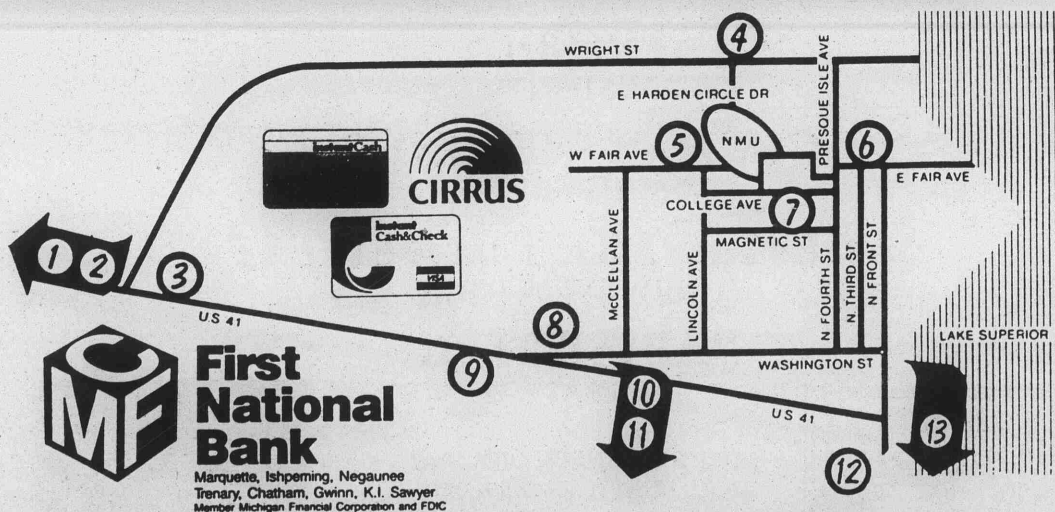 4
WRIGHT ST
PRESQUE ISLE AVE
E HARDEN CIRCLE DR
InstantCash
CIRRUS
5
NMU
6
W FAIR AVE
E FAIR AVE
COLLEGE AVE
7
Instant
Cash&Check
VISA
MAGNETIC ST
1 2
3
McCLELLAN AVE
LINCOLN AVE
N FOURTH ST
N THIRD ST
N FRONT ST
US 41
8
LAKE SUPERIOR
WASHINGTON ST
9
10
11
US 41
12
13
CMF
First
National
Bank
Marquette, Ishpeming, Negaunee
Trenary, Chatham, Gwinn, K.I. Sawyer
Member Michigan Financial Corporation and FDIC